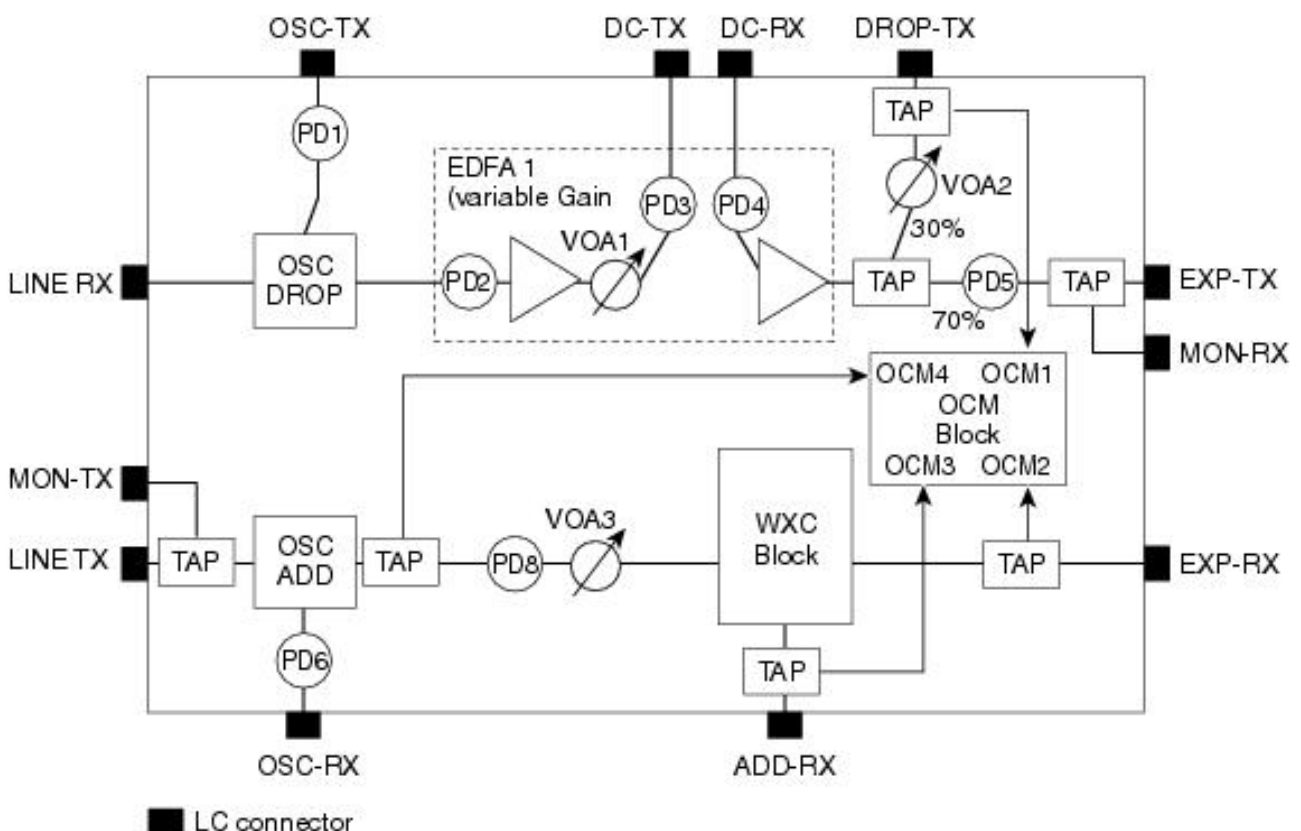 OSC-TX
DC-TX
DC-RX
DROP-TX
TAP
PD1
EDFA 1
(variable Gain
PD3
PD4
VOA2
30%
VOA1
LINE RX
OSC
DROP
PD2
TAP
PD5
TAP
EXP-TX
70%
MON-RX
OCM4
OCM1
OCM
Block
OCM3
OCM2
MON-TX
LINE TX
TAP
OSC
ADD
TAP
PD8
VOA3
WXC
Block
TAP
EXP-RX
PD6
TAP
OSC-RX
ADD-RX
LC connector